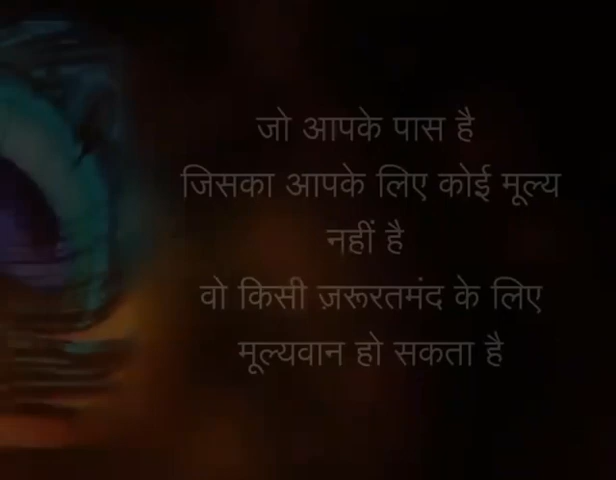 जो आपके पास है
जिसका आपके लिए कोई मूल्य
नहीं है
वो किसी ज़रूरतमंद के लिए
मूल्यवान हो सकता है